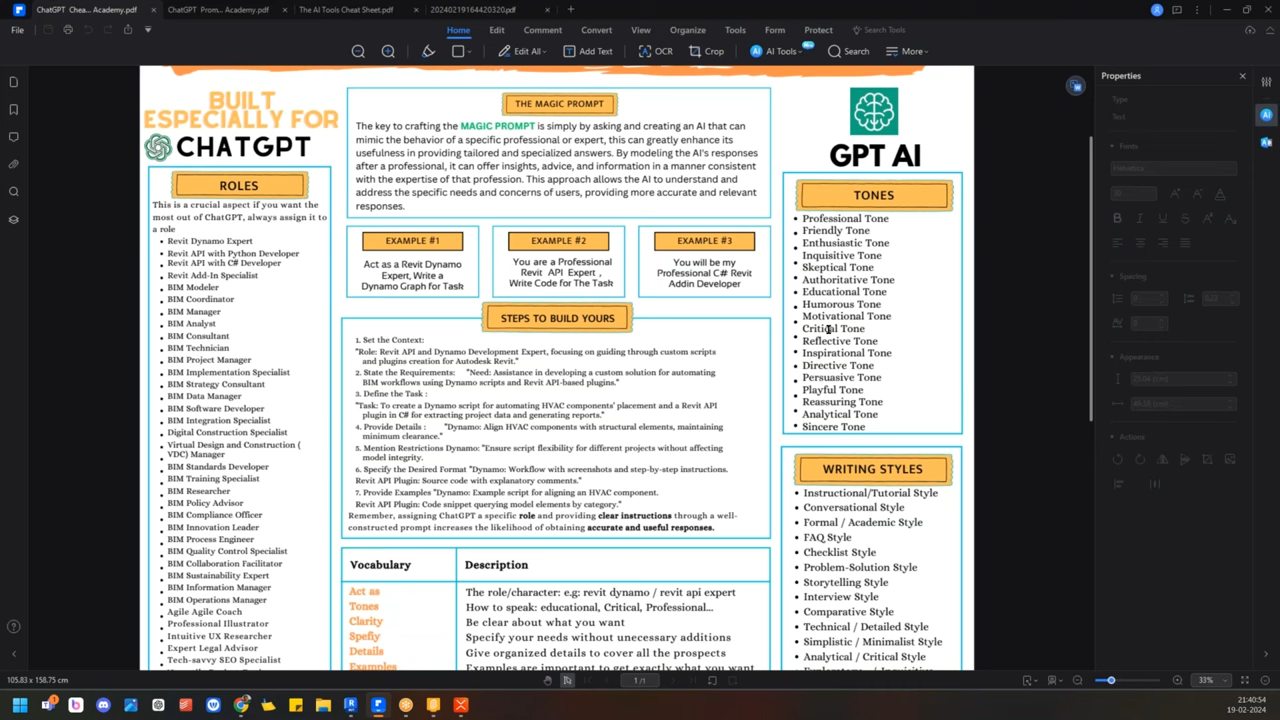 ChatGPT  Chea... Academy.pdf
ChatGPT  Prom... Academy.pdf
The AI Tools Cheat Sheet.pdf
20240219164420320.pdf
File
Home
Edit
Comment
Convert
View
Organize
Tools
Form
Protect
Search Tools
Edit All
Add Text
OCR
Crop
AI Tools
Search
More
BUILT
ESPECIALLY FOR
CHATGPT
ROLES
This is a crucial aspect if you want the
most out of ChatGPT, always assign it to
a role
• Revit Dynamo Expert
• Revit API with Python Developer
• Revit API with C# Developer
• Revit Add-In Specialist
• BIM Modeler
• BIM Coordinator
• BIM Manager
• BIM Analyst
• BIM Consultant
• BIM Technician
• BIM Project Manager
• BIM Implementation Specialist
• BIM Strategy Consultant
• BIM Data Manager
• BIM Software Developer
• BIM Integration Specialist
• Digital Construction Specialist
• Virtual Design and Construction (
VDC) Manager
• BIM Standards Developer
• BIM Training Specialist
• BIM Researcher
• BIM Policy Advisor
• BIM Compliance Officer
• BIM Innovation Leader
• BIM Process Engineer
• BIM Quality Control Specialist
• BIM Collaboration Facilitator
• BIM Sustainability Expert
• BIM Information Manager
• BIM Operations Manager
• Agile Agile Coach
• Professional Illustrator
• Intuitive UX Researcher
• Expert Legal Advisor
• Tech-savvy SEO Specialist
THE MAGIC PROMPT
The key to crafting the MAGIC PROMPT is simply by asking and creating an AI that can
mimic the behavior of a specific professional or expert, this can greatly enhance its
usefulness in providing tailored and specialized answers. By modeling the AI's responses
after a professional, it can offer insights, advice, and information in a manner consistent
with the expertise of that profession. This approach allows the AI to understand and
address the specific needs and concerns of users, providing more accurate and relevant
responses.
EXAMPLE #1
Act as a Revit Dynamo
Expert, Write a
Dynamo Graph for Task
EXAMPLE #2
You are a Professional
Revit API Expert ,
Write Code for The Task
EXAMPLE #3
You will be my
Professional C# Revit
Addin Developer
STEPS TO BUILD YOURS
1. Set the Context:
"Role: Revit API and Dynamo Development Expert, focusing on guiding through custom scripts
and plugins creation for Autodesk Revit."
2. State the Requirements: "Need: Assistance in developing a custom solution for automating
BIM workflows using Dynamo scripts and Revit API-based plugins."
3. Define the Task :
"Task: To create a Dynamo script for automating HVAC components' placement and a Revit API
plugin in C# for extracting project data and generating reports."
4. Provide Details : "Dynamo: Align HVAC components with structural elements, maintaining
minimum clearance."
5. Mention Restrictions Dynamo: "Ensure script flexibility for different projects without affecting
model integrity.
6. Specify the Desired Format "Dynamo: Workflow with screenshots and step-by-step instructions.
Revit API Plugin: Source code with explanatory comments."
7. Provide Examples "Dynamo: Example script for aligning an HVAC component.
Revit API Plugin: Code snippet querying model elements by category."
Remember, assigning ChatGPT a specific role and providing clear instructions through a well-
constructed prompt increases the likelihood of obtaining accurate and useful responses.
Vocabulary Description
Act as The role/character: e.g: revit dynamo / revit api expert
Tones How to speak: educational, Critical, Professional...
Clarity Be clear about what you want
Spefiy Specify your needs without unecessary additions
Details Give organized details to cover all the prospects
Examples Examples are important to get exactly what you want
GPT AI
TONES
• Professional Tone
• Friendly Tone
• Enthusiastic Tone
• Inquisitive Tone
• Skeptical Tone
• Authoritative Tone
• Educational Tone
• Humorous Tone
• Motivational Tone
• Critical Tone
• Reflective Tone
• Inspirational Tone
• Directive Tone
• Persuasive Tone
• Playful Tone
• Reassuring Tone
• Analytical Tone
• Sincere Tone
WRITING STYLES
• Instructional/Tutorial Style
• Conversational Style
• Formal / Academic Style
• FAQ Style
• Checklist Style
• Problem-Solution Style
• Storytelling Style
• Interview Style
• Comparative Style
• Technical / Detailed Style
• Simplistic / Minimalist Style
• Analytical / Critical Style
Properties
Type
Text
Fonts
Helvetica
Spacing
Appearance
Actions
105.83 x 158.75 cm
1 /1
33%
21:40:54
19-02-2024